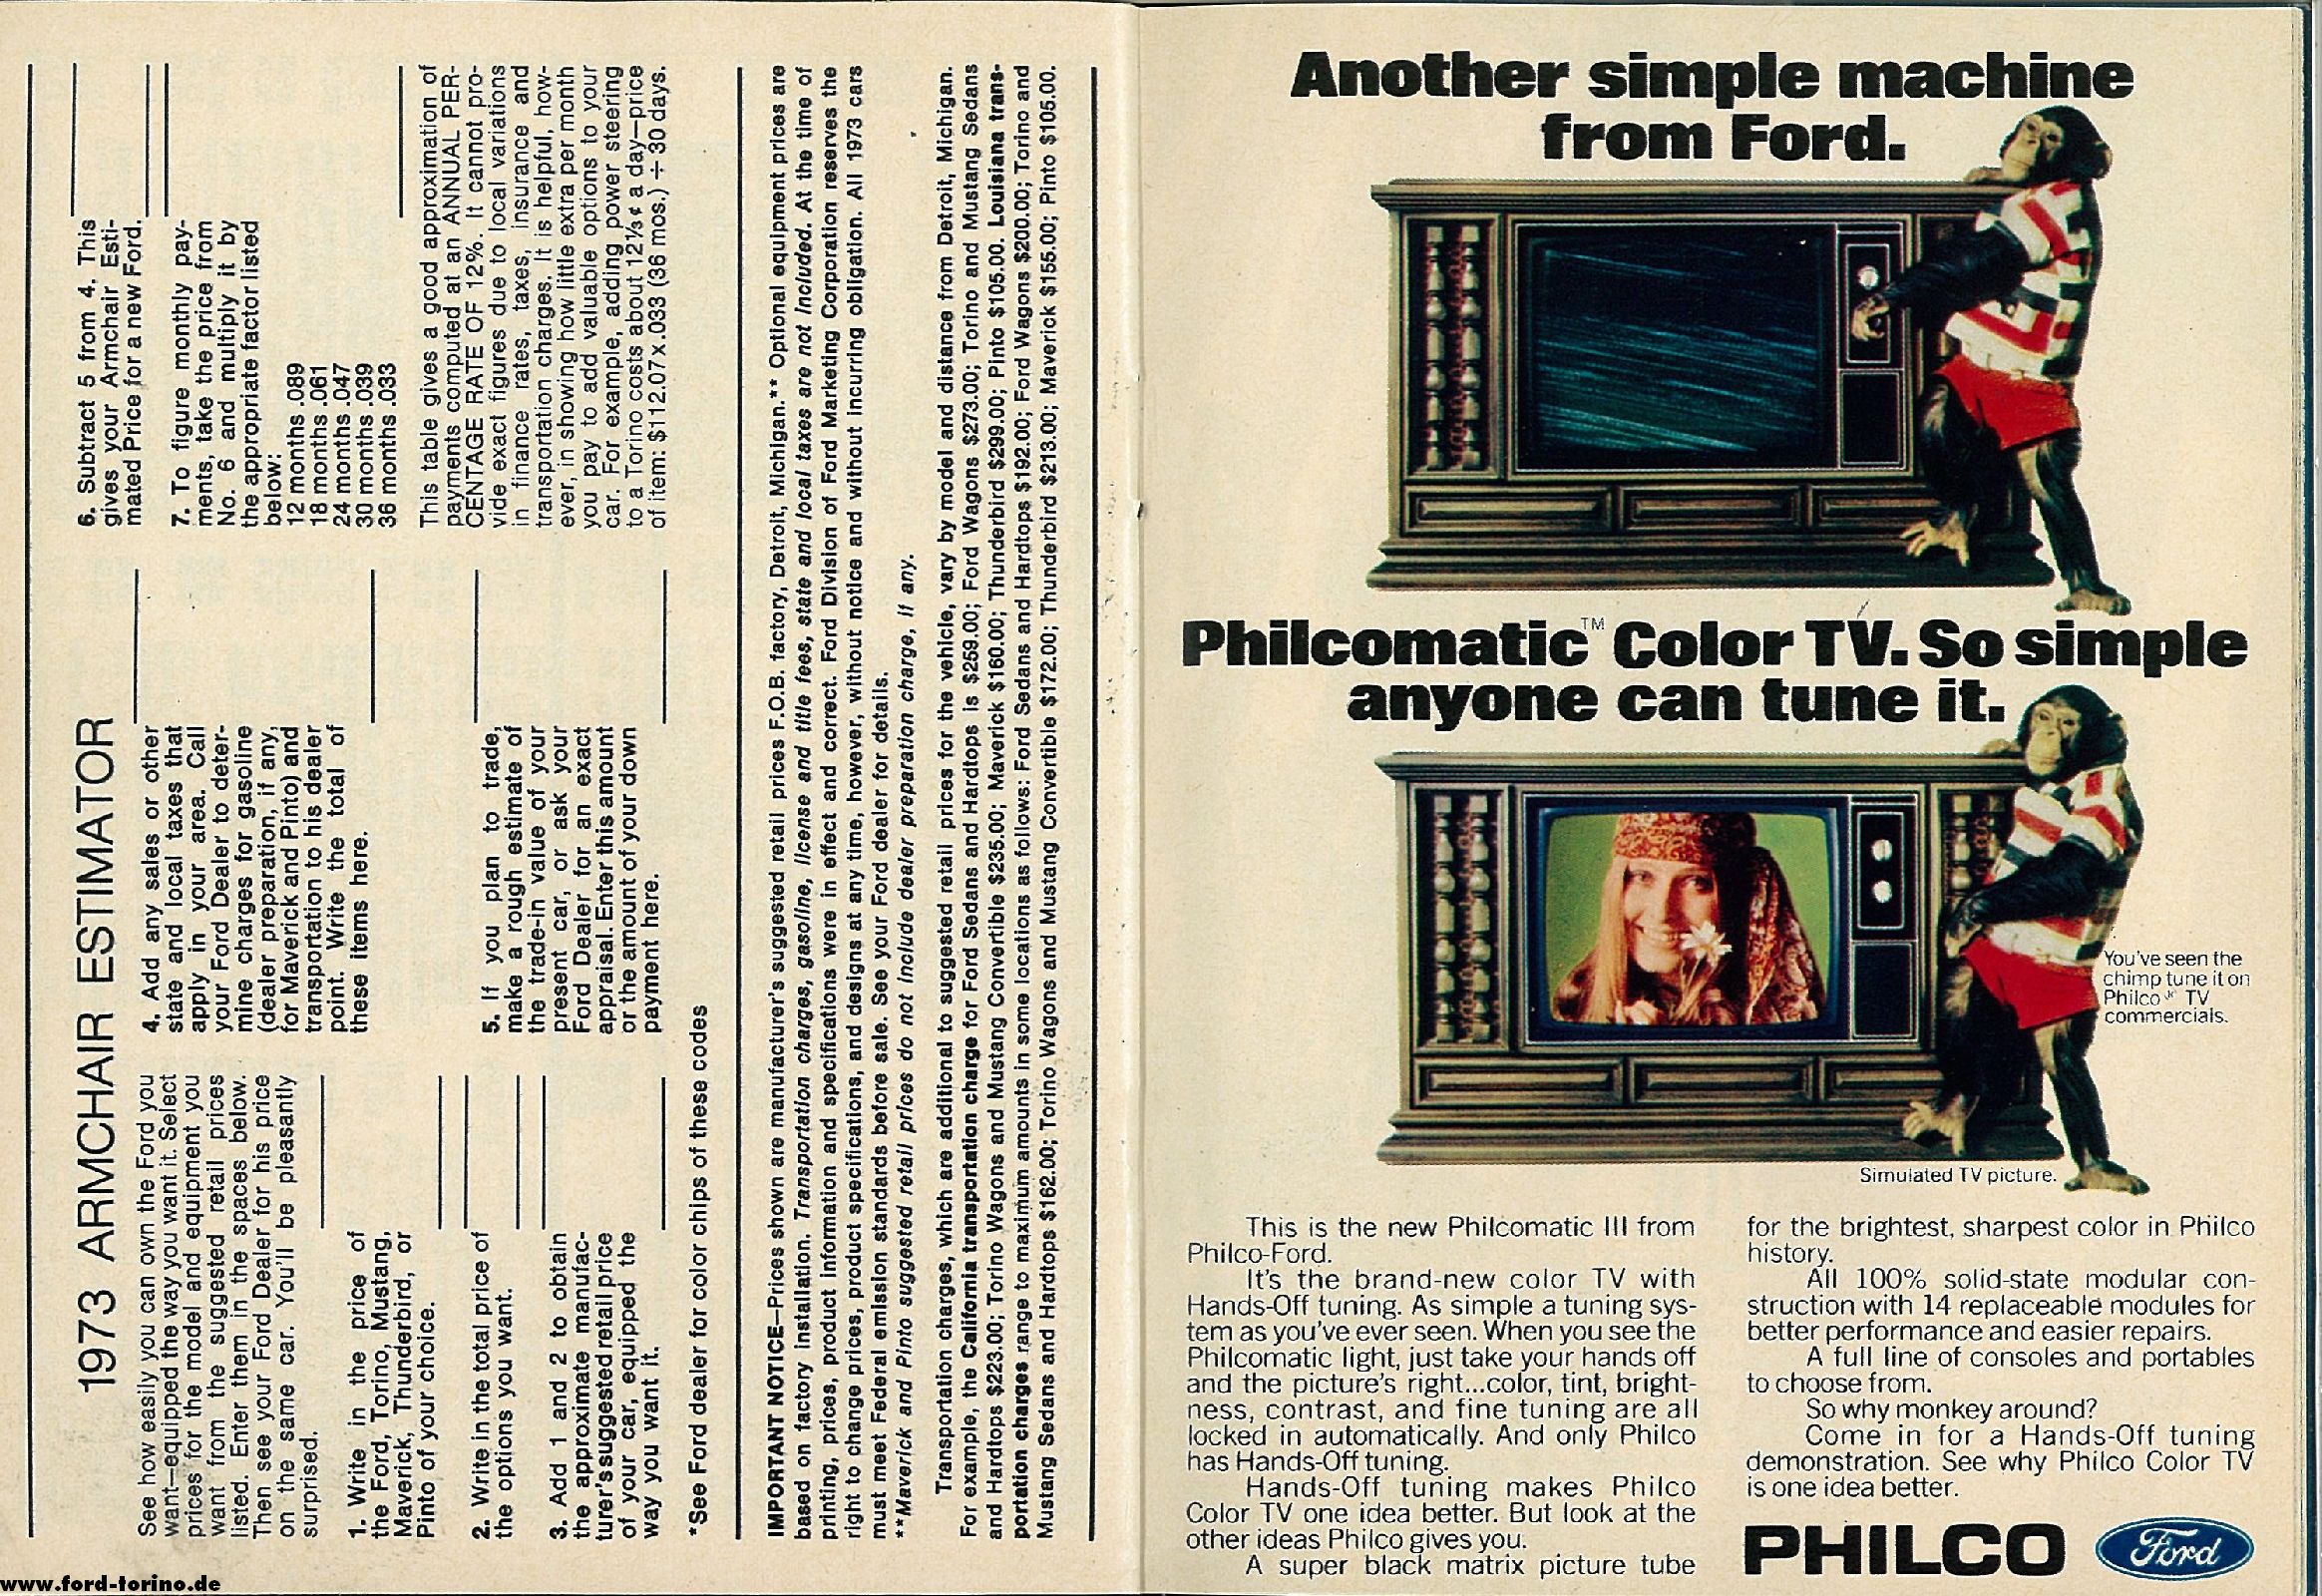 1973 ARMCHAIR ESTIMATOR
See how easily you can own the Ford you
want—equipped the way you want it. Select
prices for the model and equipment you
want from the suggested retail prices
listed. Enter them in the spaces below.
Then see your Ford Dealer for his price
on the same car. You'll be pleasantly
surprised.
1. Write in the price of
the Ford, Torino, Mustang,
Maverick, Thunderbird, or
Pinto of your choice.
2. Write in the total price of
the options you want.
3. Add 1 and 2 to obtain
the approximate manufac-
turer's suggested retail price
of your car, equipped the
way you want it.
4. Add any sales or other
state and local taxes that
apply in your area. Call
your Ford Dealer to deter-
mine charges for gasoline
(dealer preparation, if any,
for Maverick and Pinto) and
transportation to his dealer
point. Write the total of
these items here.
5. If you plan to trade,
make a rough estimate of
the trade-in value of your
present car, or ask your
Ford Dealer for an exact
appraisal. Enter this amount
or the amount of your down
payment here.
6. Subtract 5 from 4. This
gives your Armchair Esti-
mated Price for a new Ford.
7. To figure monthly pay-
ments, take the price from
No. 6 and multiply it by
the appropriate factor listed
below:
12 months .089
18 months .061
24 months .047
30 months .039
36 months .033
This table gives a good approximation of
payments computed at an ANNUAL PER-
CENTAGE RATE OF 12%. It cannot pro-
vide exact figures due to local variations
in finance rates, taxes, insurance and
transportation charges. It is helpful, how-
ever, in showing how little extra per month
you pay to add valuable options to your
car. For example, adding power steering
to a Torino costs about 12⅓¢ a day—price
of item: $112.07x.033 (36 mos.) ÷ 30 days.
*See Ford dealer for color chips of these codes
IMPORTANT NOTICE—Prices shown are manufacturer's suggested retail prices F.O.B. factory, Detroit, Michigan.** Optional equipment prices are
based on factory installation. Transportation charges, gasoline, license and title fees, state and local taxes are not included. At the time of
printing, prices, product information and specifications were in effect and correct. Ford Division of Ford Marketing Corporation reserves the
right to change prices, product specifications, and designs at any time, however, without notice and without incurring obligation. All 1973 cars
must meet Federal emission standards before sale. See your Ford dealer for details.
**Maverick and Pinto suggested retail prices do not include dealer preparation charge, if any.
Transportation charges, which are additional to suggested retail prices for the vehicle, vary by model and distance from Detroit, Michigan.
For example, the California transportation charge for Ford Sedans and Hardtops is $259.00; Ford Wagons $273.00; Torino and Mustang Sedans
and Hardtops $223.00; Torino Wagons and Mustang Convertible $235.00; Maverick $160.00; Thunderbird $299.00; Pinto $105.00. Louisiana trans-
portation charges range to maximum amounts in some locations as follows: Ford Sedans and Hardtops $192.00; Ford Wagons $200.00; Torino and
Mustang Sedans and Hardtops $162.00; Torino Wagons and Mustang Convertible $172.00; Thunderbird $213.00; Maverick $155.00; Pinto $105.00.
www.ford-torino.de
Another simple machine
from Ford.
Philcomatic™ Color TV. So simple
anyone can tune it.
You've seen the
chimp tune it on
Philco TV
commercials.
Simulated TV picture.
This is the new Philcomatic III from
Philco-Ford.
It's the brand-new color TV with
Hands-Off tuning. As simple a tuning sys-
tem as you've ever seen. When you see the
Philcomatic light, just take your hands off
and the picture's right...color, tint, bright-
ness, contrast, and fine tuning are all
locked in automatically. And only Philco
has Hands-Off tuning.
Hands-Off tuning makes Philco
Color TV one idea better. But look at the
other ideas Philco gives you.
A super black matrix picture tube
for the brightest, sharpest color in Philco
history.
All 100% solid-state modular con-
struction with 14 replaceable modules for
better performance and easier repairs.
A full line of consoles and portables
to choose from.
So why monkey around?
Come in for a Hands-Off tuning
demonstration. See why Philco Color TV
is one idea better.
PHILCO Ford